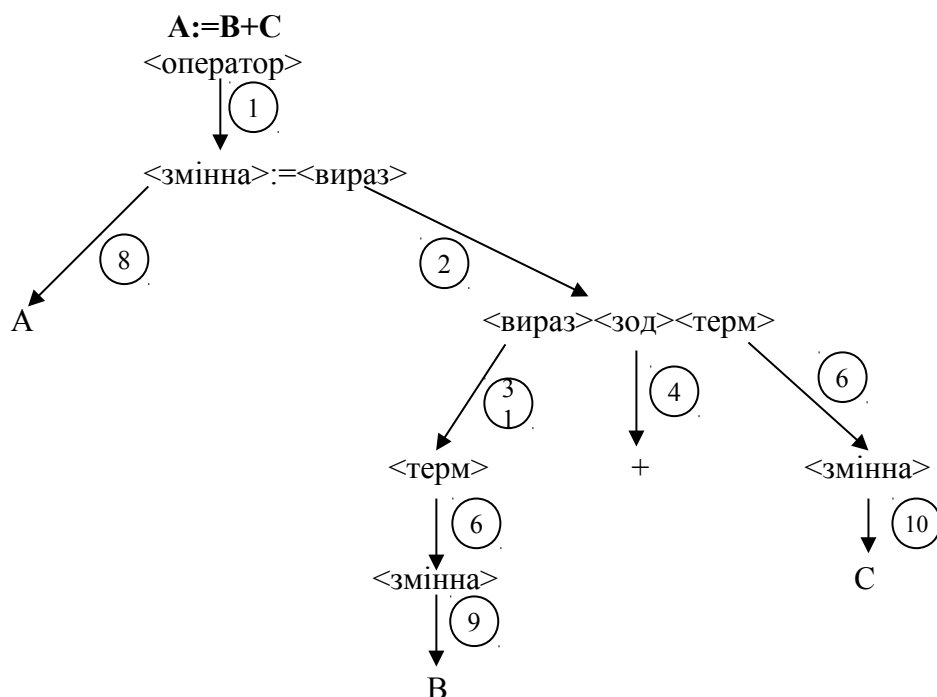 A:=B+C
<оператор>
1
<змінна>:=<вираз>
8
2
A
<вираз><зод><терм>
3
1
4
6
<терм>
+
<змінна>
6
10
<змінна>
C
9
B